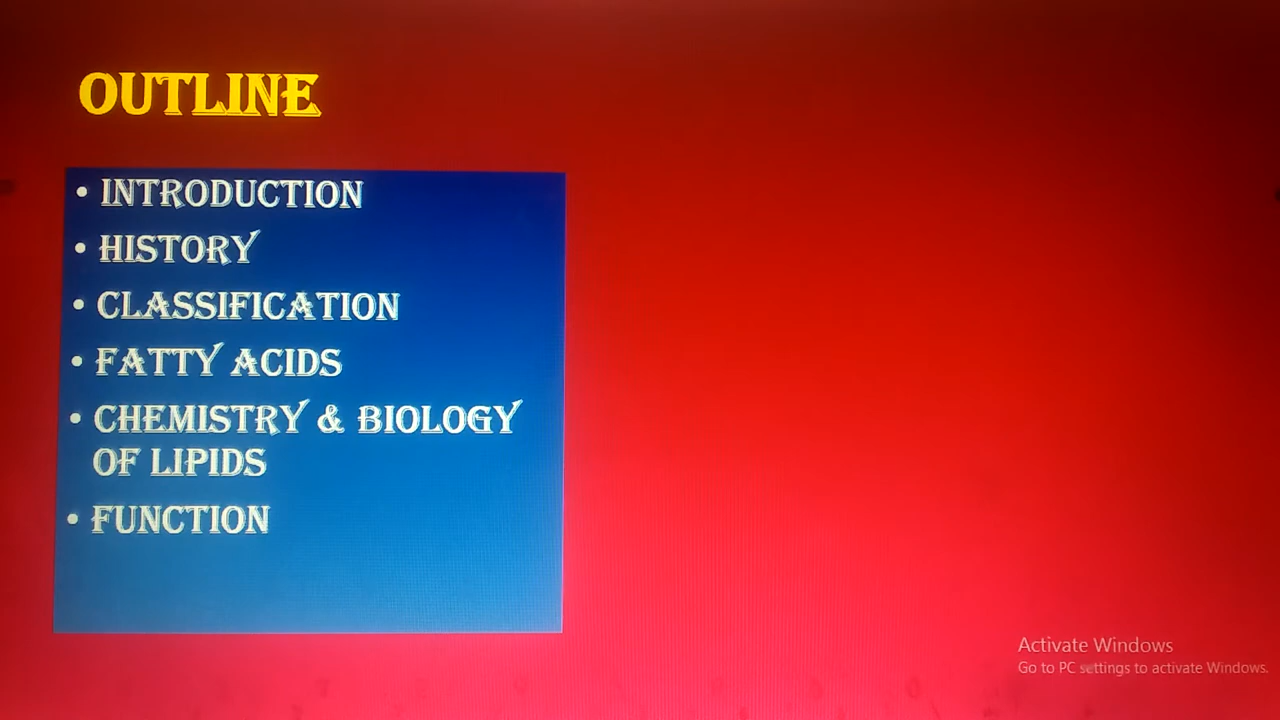 OUTLINE
• INTRODUCTION
• HISTORY
• CLASSIFICATION
• FATTY ACIDS
• CHEMISTRY & BIOLOGY
OF LIPIDS
• FUNCTION
Activate Windows
Go to PC settings to activate Windows.